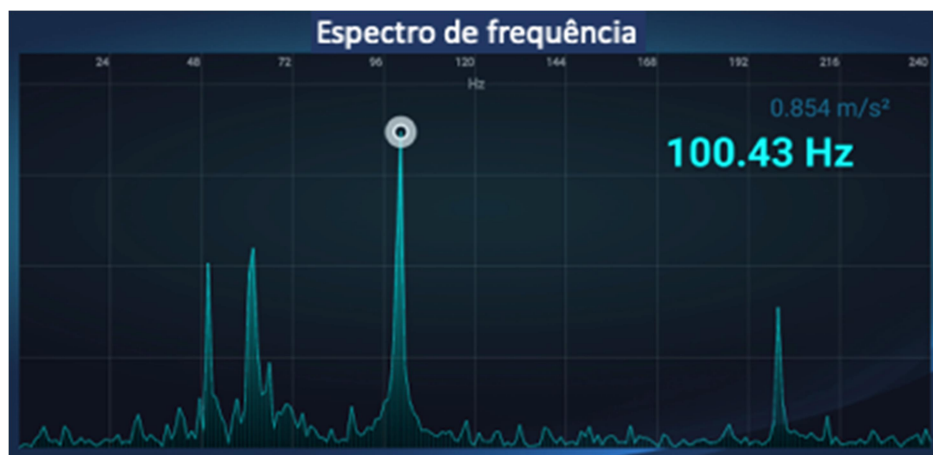 Espectro de frequência
24 48 72 96 120 144 168 192 216 240
Hz
0.854 m/s²
100.43 Hz